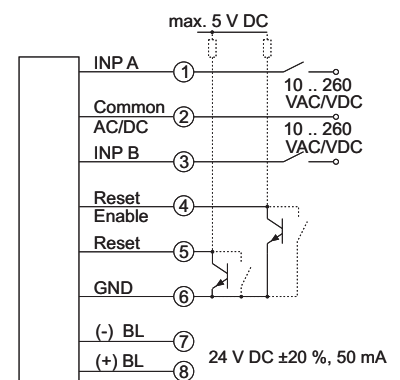 max. 5 V DC
INP A
1
10 .. 260
VAC/VDC
Common
AC/DC
2
10 .. 260
VAC/VDC
INP B
3
Reset
Enable
4
Reset
5
GND
6
(-) BL
7
(+) BL
8
24 V DC ±20 %, 50 mA